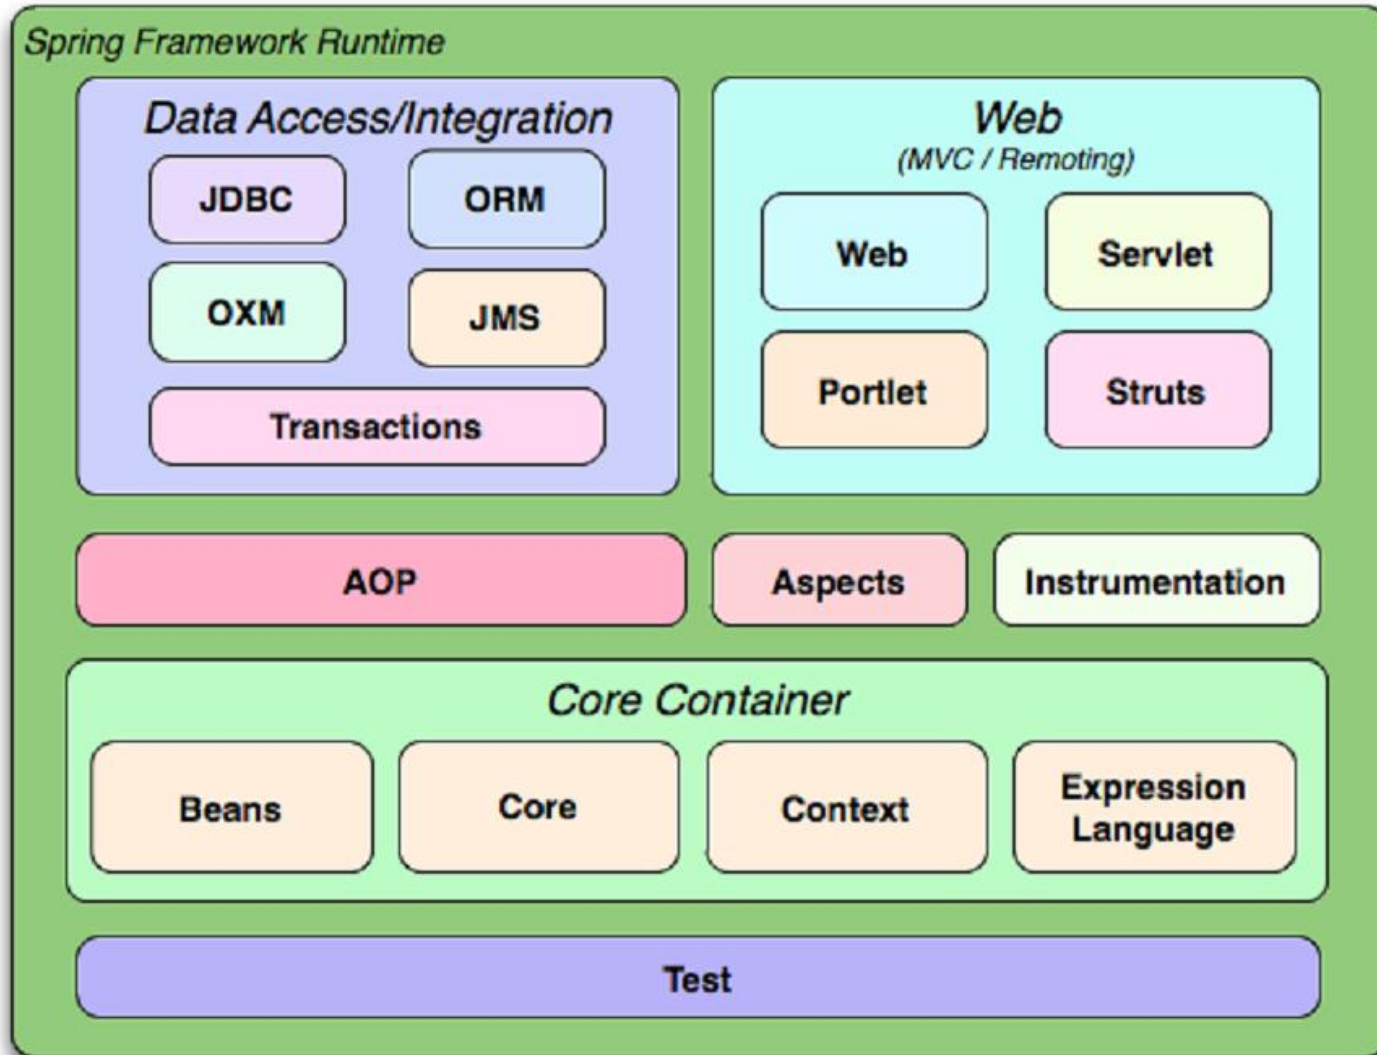 Spring Framework Runtime
Data Access/Integration
JDBC
ORM
OXM
JMS
Transactions
Web
(MVC / Remoting)
Web
Servlet
Portlet
Struts
AOP
Aspects
Instrumentation
Core Container
Beans
Core
Context
Expression
Language
Test